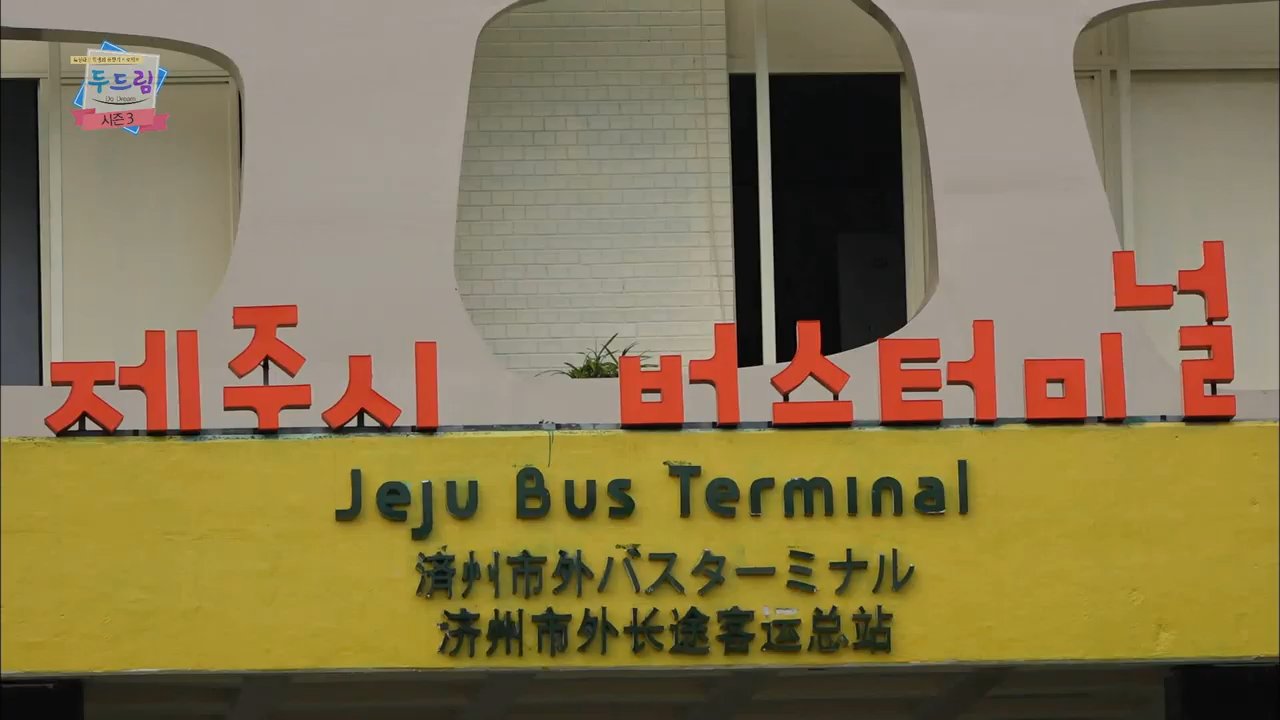 두드림
Do Dream
시즌3
제주시 버스터미널
Jeju Bus Terminal
済州市外バスターミナル
济州市外长途客运总站